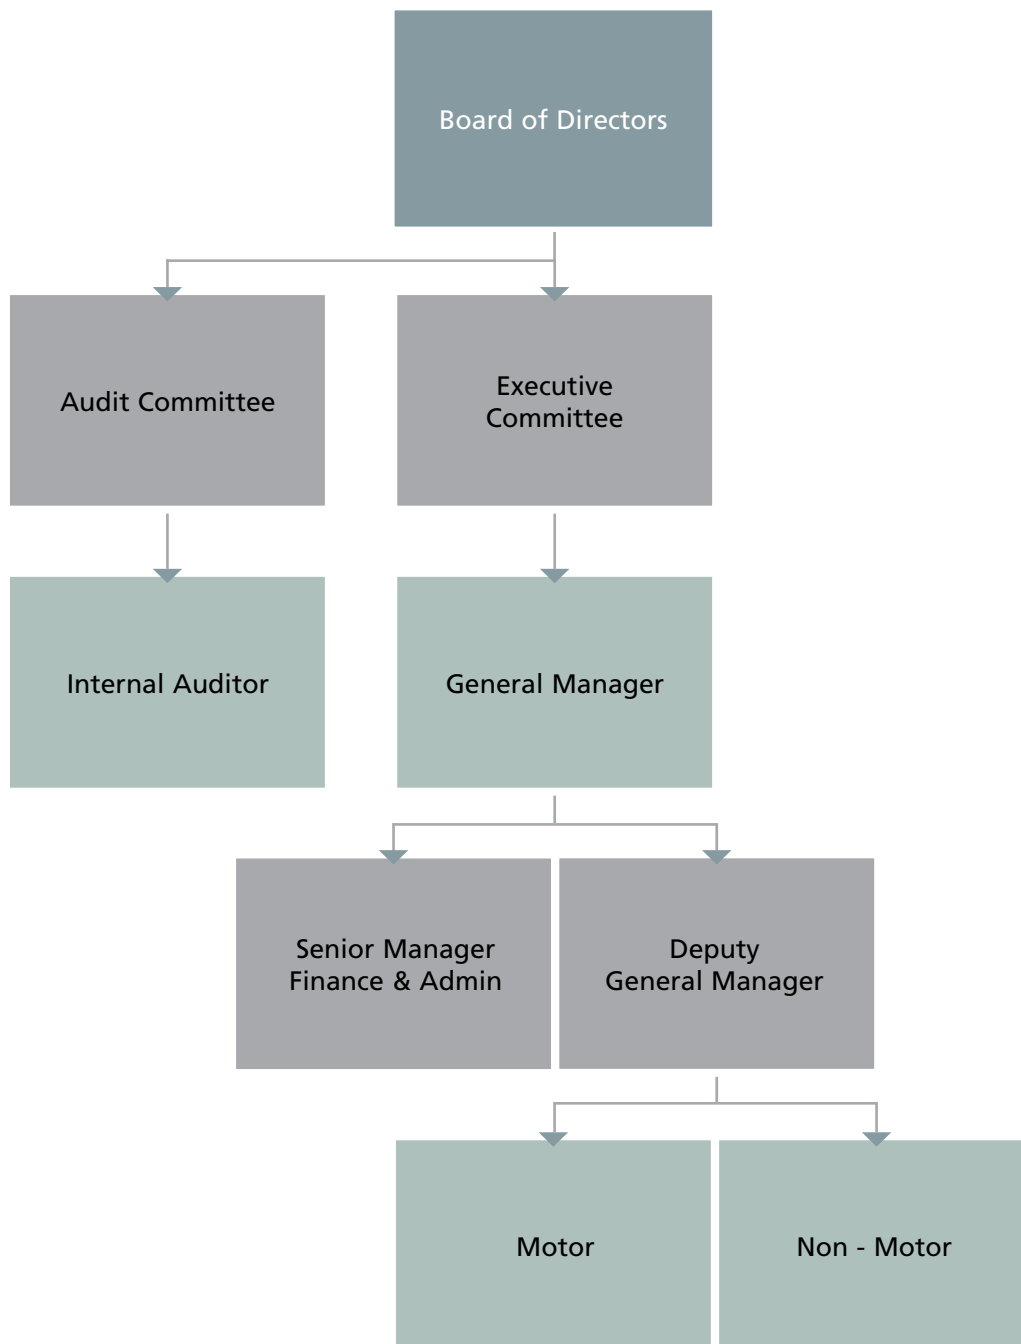 Board of Directors
Audit Committee
Executive
Committee
Internal Auditor
General Manager
Senior Manager
Finance & Admin
Deputy
General Manager
Motor
Non - Motor